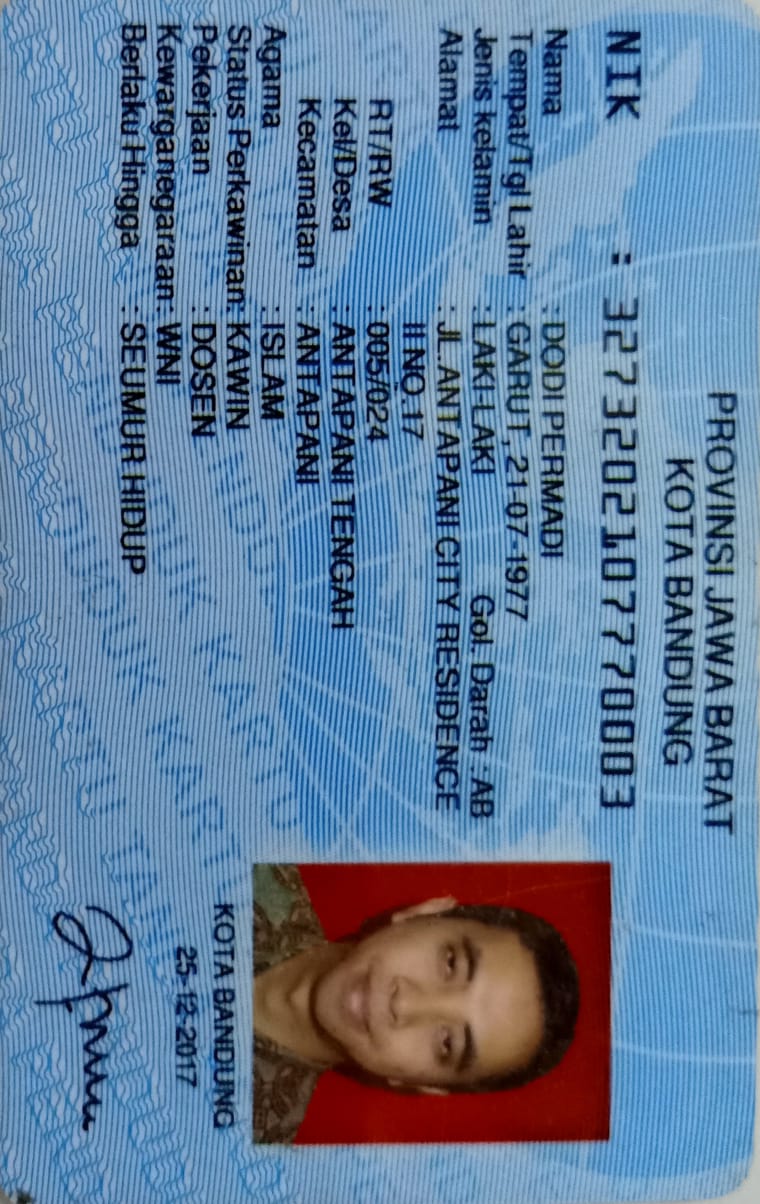 PROVINSI JAWA BARAT
KOTA BANDUNG
NIK : 3273202107770003
Nama : DODI PERMADI
Tempat/Tgl Lahir : GARUT, 21-07-1977
Jenis kelamin : LAKI-LAKI Gol. Darah : AB
Alamat : JL.ANTAPANI CITY RESIDENCE
II NO.17
RT/RW : 005/024
Kel/Desa : ANTAPANI TENGAH
Kecamatan : ANTAPANI
Agama : ISLAM
Status Perkawinan: KAWIN
Pekerjaan : DOSEN
Kewarganegaraan: WNI
Berlaku Hingga : SEUMUR HIDUP
KOTA BANDUNG
25-12-2017